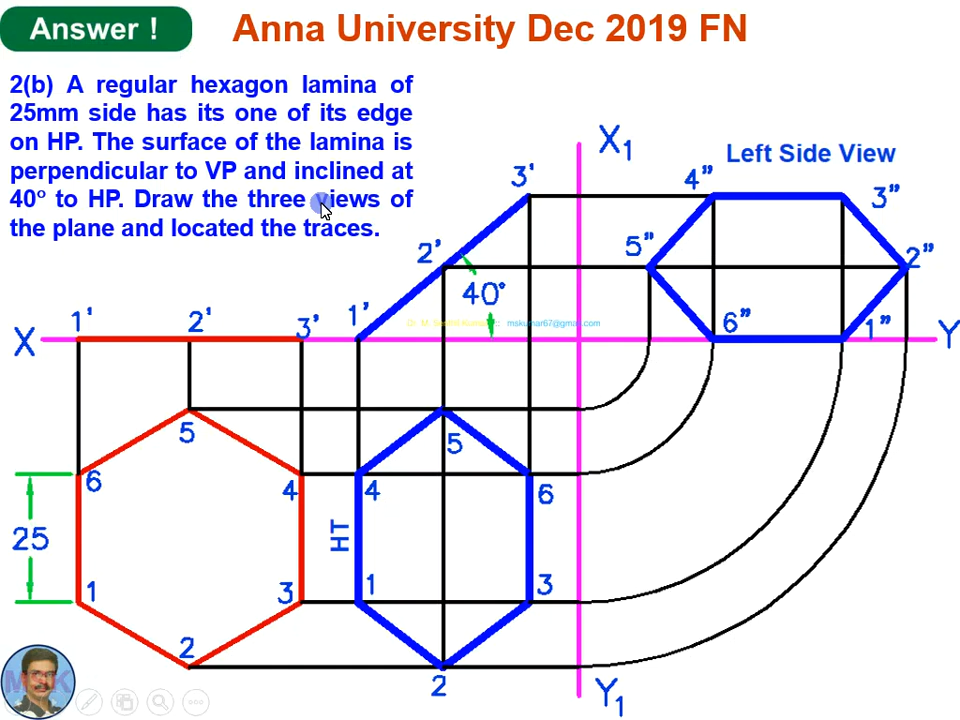 Answer !
Anna University Dec 2019 FN
2(b) A regular hexagon lamina of
25mm side has its one of its edge
on HP. The surface of the lamina is
perpendicular to VP and inclined at
40° to HP. Draw the three views of
the plane and located the traces.
X₁
Left Side View
3'
4”
3”
2'
5”
2”
40°
1'
2'
3'
1'
6”
1”
mskumar67@gmail.com
X
Y
5
5
6
4
4
6
25
HT
1
3
1
3
2
2
Y₁